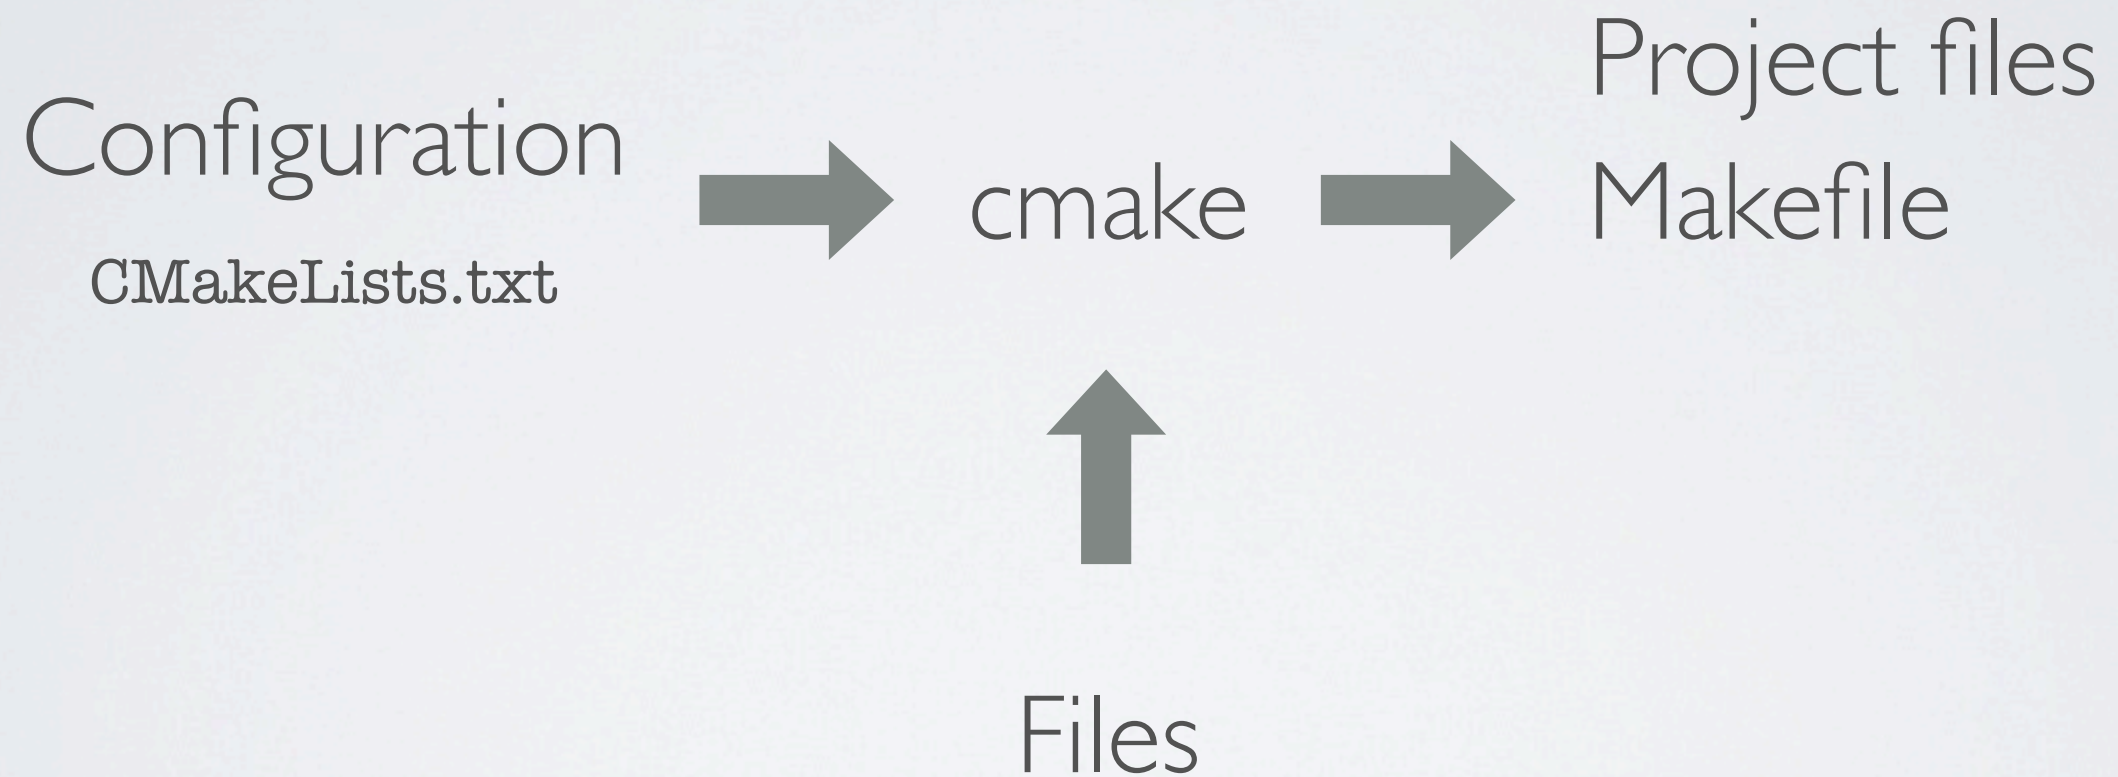 Configuration
CMakeLists.txt
cmake
Project files
Makefile
Files